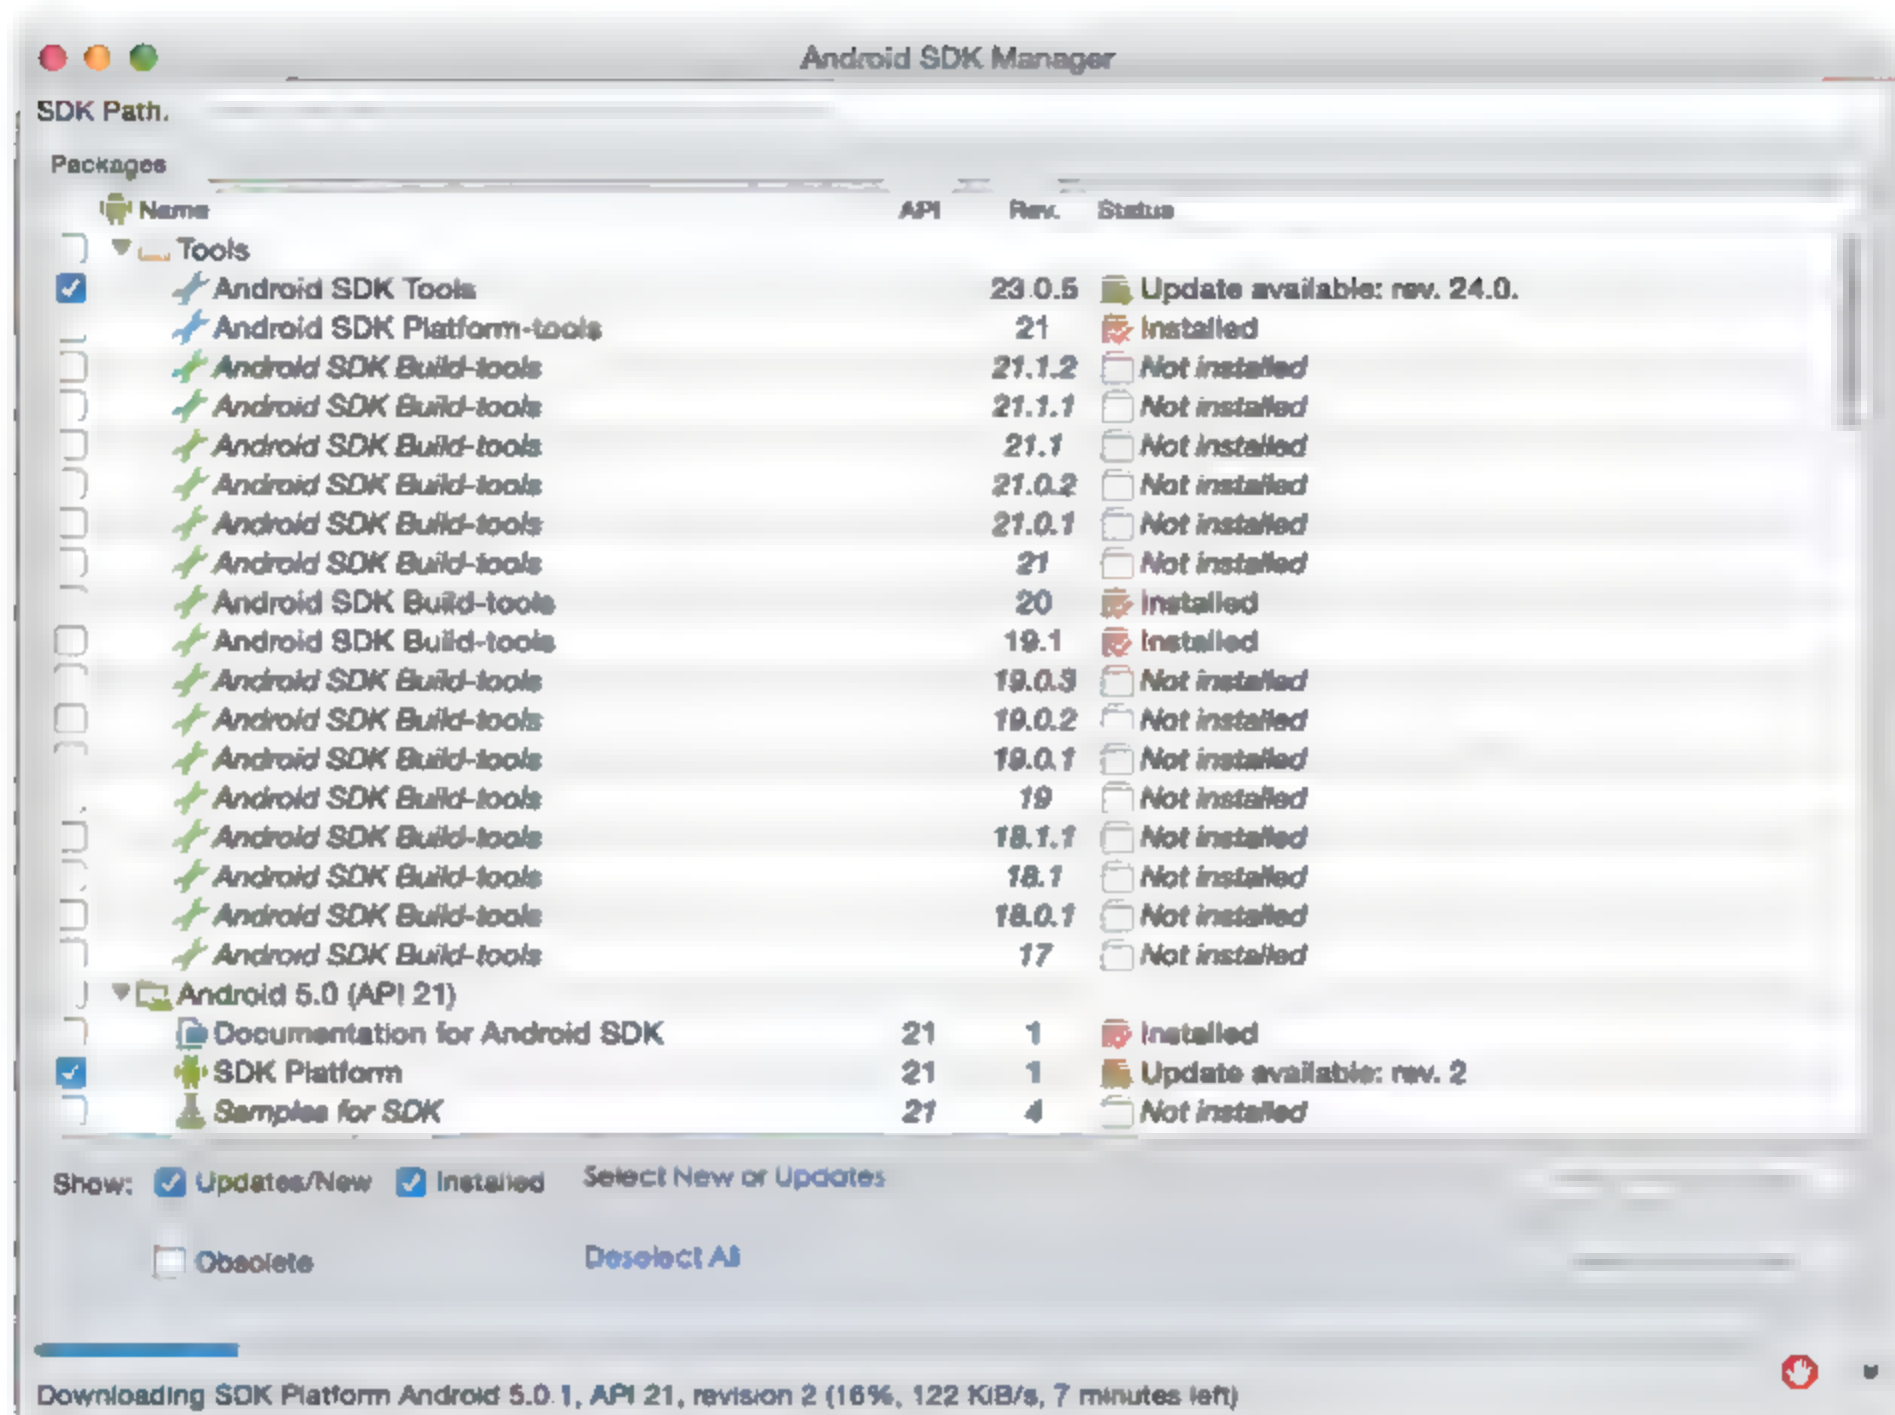 Android SDK Manager
SDK Path.
Packages
Name API Rev. Status
Tools
Android SDK Tools 23.0.5 Update available: rev. 24.0.
Android SDK Platform-tools 21 Installed
Android SDK Build-tools 21.1.2 Not installed
Android SDK Build-tools 21.1.1 Not installed
Android SDK Build-tools 21.1 Not installed
Android SDK Build-tools 21.0.2 Not installed
Android SDK Build-tools 21.0.1 Not installed
Android SDK Build-tools 21 Not installed
Android SDK Build-tools 20 Installed
Android SDK Build-tools 19.1 Installed
Android SDK Build-tools 19.0.3 Not installed
Android SDK Build-tools 19.0.2 Not installed
Android SDK Build-tools 19.0.1 Not installed
Android SDK Build-tools 19 Not installed
Android SDK Build-tools 18.1.1 Not installed
Android SDK Build-tools 18.1 Not installed
Android SDK Build-tools 18.0.1 Not installed
Android SDK Build-tools 17 Not installed
Android 5.0 (API 21)
Documentation for Android SDK 21 1 Installed
SDK Platform 21 1 Update available: rev. 2
Samples for SDK 21 4 Not installed
Show: Updates/New Installed Select New or Updates
Obsolete Deselect All
Downloading SDK Platform Android 5.0.1, API 21, revision 2 (16%, 122 KiB/s, 7 minutes left)